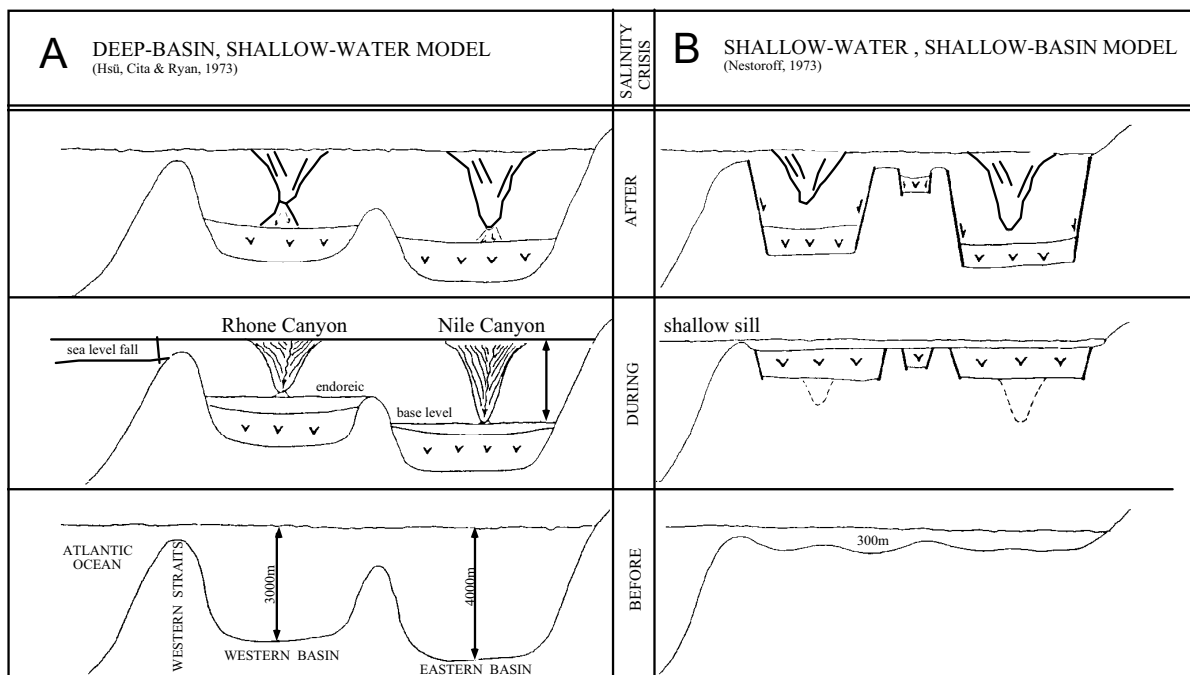 A
DEEP-BASIN, SHALLOW-WATER MODEL
(Hsü, Cita & Ryan, 1973)
SALINITY
CRISIS
B
SHALLOW-WATER , SHALLOW-BASIN MODEL
(Nestoroff, 1973)
AFTER
Rhone Canyon
Nile Canyon
sea level fall
endoreic
base level
DURING
shallow sill
ATLANTIC
OCEAN
WESTERN STRAITS
3000m
WESTERN BASIN
4000m
EASTERN BASIN
BEFORE
300m